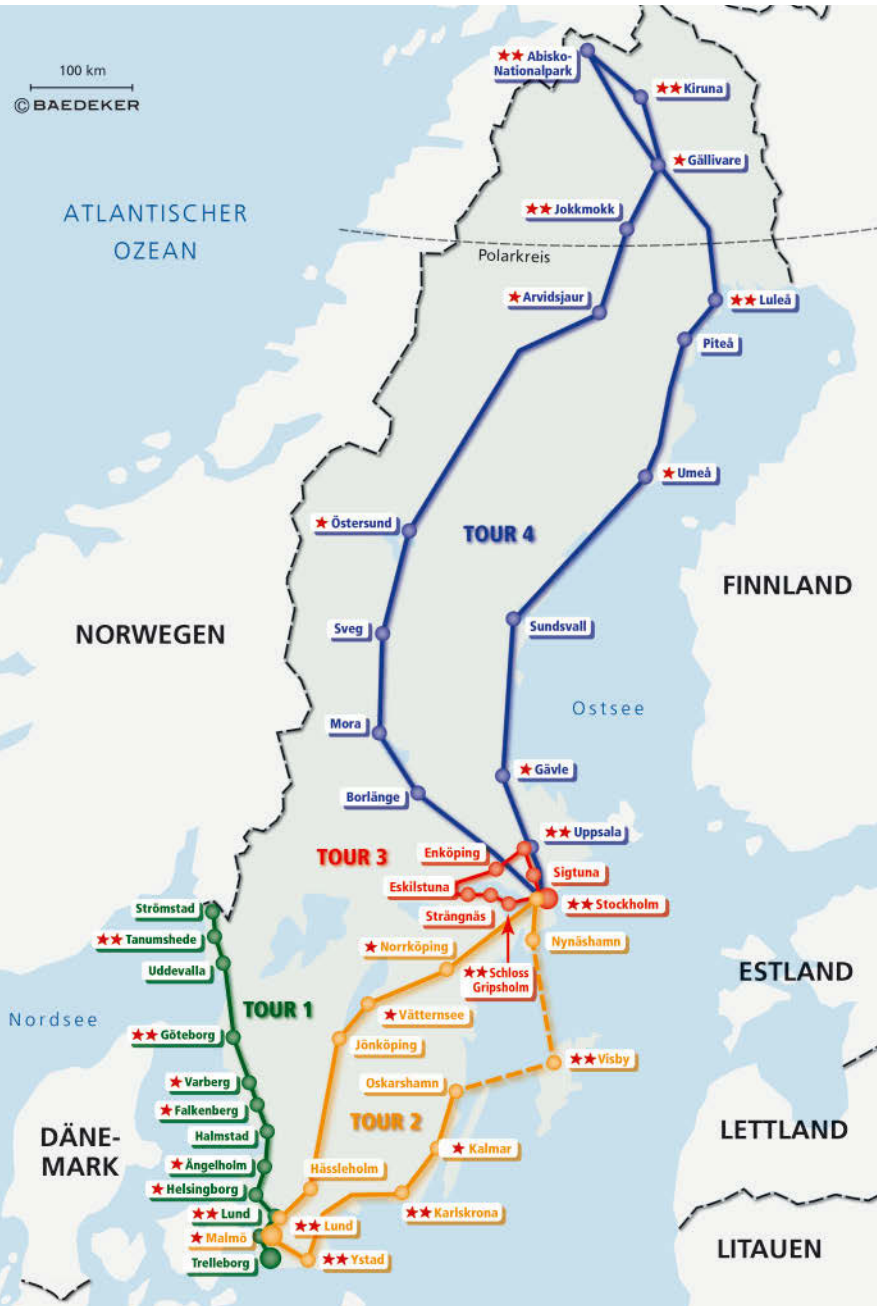 ★★ Abisko-
Nationalpark
100 km
© BAEDEKER
★★ Kiruna
★ Gällivare
ATLANTISCHER
OZEAN
★★ Jokkmokk
Polarkreis
★ Arvidsjaur
★★ Luleå
Piteå
★ Umeå
★ Östersund
TOUR 4
FINNLAND
NORWEGEN
Sveg
Sundsvall
Ostsee
Mora
★ Gävle
Borlänge
★★ Uppsala
TOUR 3
Enköping
Sigtuna
Eskilstuna
★★ Stockholm
Strängnäs
Strömstad
★★ Tanumshede
★ Norrköping
Nynäshamn
Uddevalla
★★ Schloss
Gripsholm
ESTLAND
Nordsee
TOUR 1
★ Vätternsee
★★ Göteborg
Jönköping
★★ Visby
★ Varberg
Oskarshamn
★ Falkenberg
TOUR 2
LETTLAND
DÄNE-
MARK
Halmstad
★ Kalmar
★ Ängelholm
Hässleholm
★ Helsingborg
★★ Lund
★★ Karlskrona
★★ Lund
★ Malmö
LITAUEN
★★ Ystad
Trelleborg